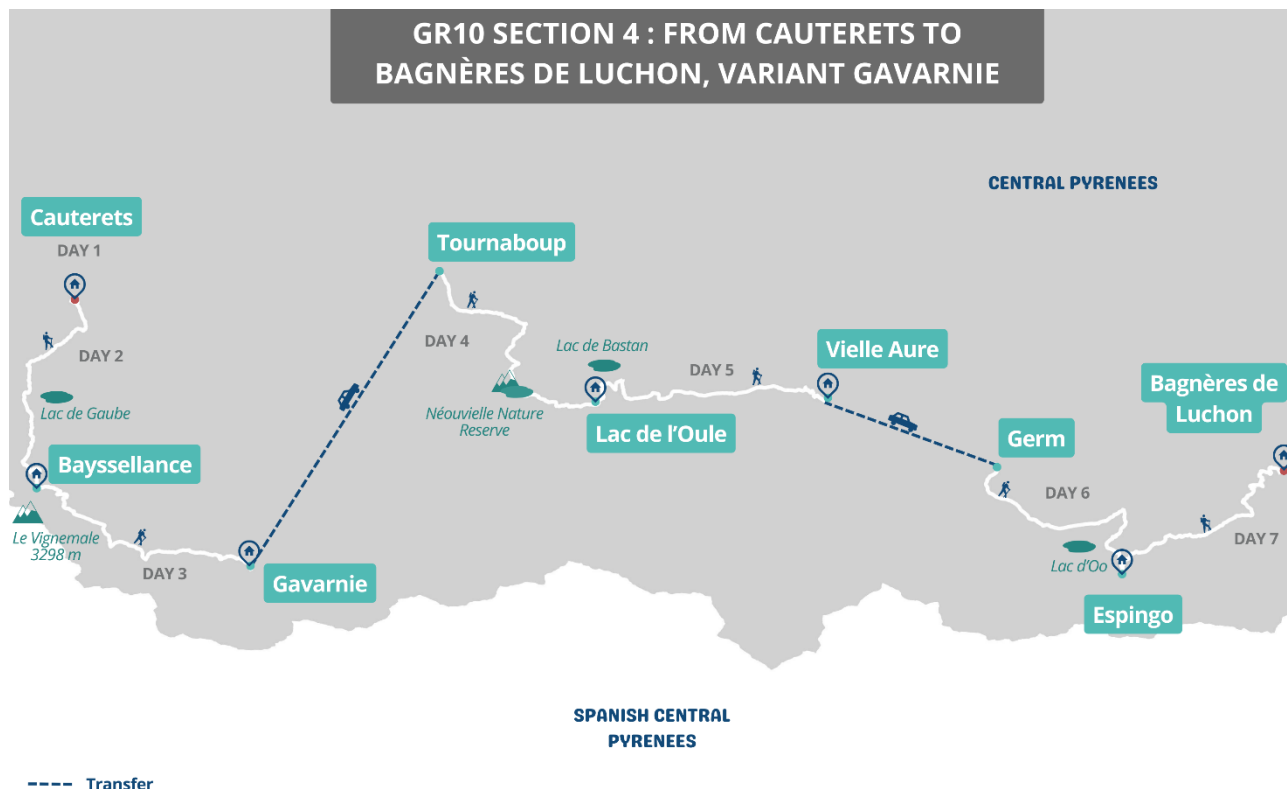 GR10 SECTION 4 : FROM CAUTERETS TO
BAGNÈRES DE LUCHON, VARIANT GAVARNIE
CENTRAL PYRENEES
Cauterets
DAY 1
Tournaboup
DAY 2
DAY 4
Lac de Bastan
DAY 5
Vielle Aure
Bagnères de
Luchon
Lac de Gaube
Néouvielle Nature
Reserve
Lac de l'Oule
Germ
Bayssellance
DAY 6
Le Vignemale
3298 m
DAY 3
Gavarnie
Lac d'Oo
DAY 7
Espingo
SPANISH CENTRAL
PYRENEES
Transfer